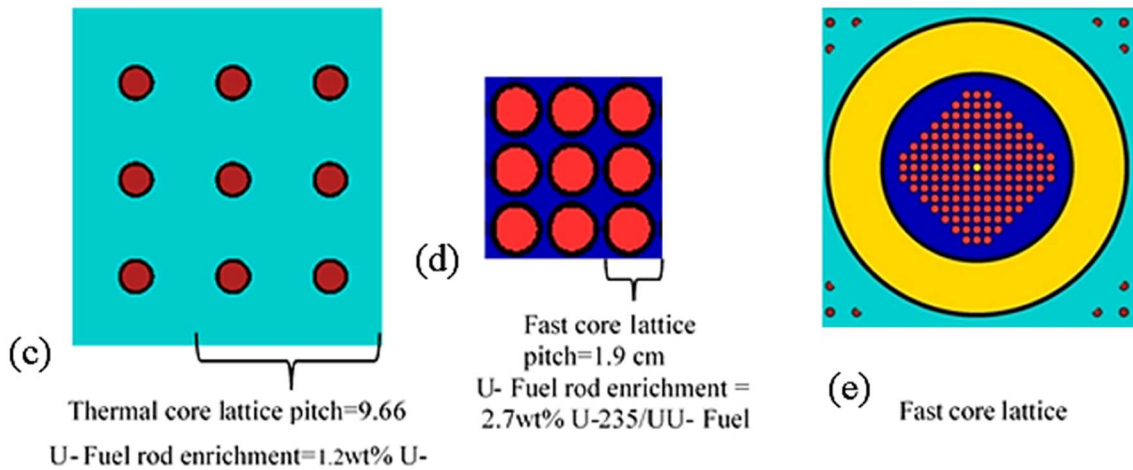 (c)
Thermal core lattice pitch=9.66
U- Fuel rod enrichment=1.2wt% U-
(d)
Fast core lattice
pitch=1.9 cm
U- Fuel rod enrichment =
2.7wt% U-235/UU- Fuel
(e)
Fast core lattice